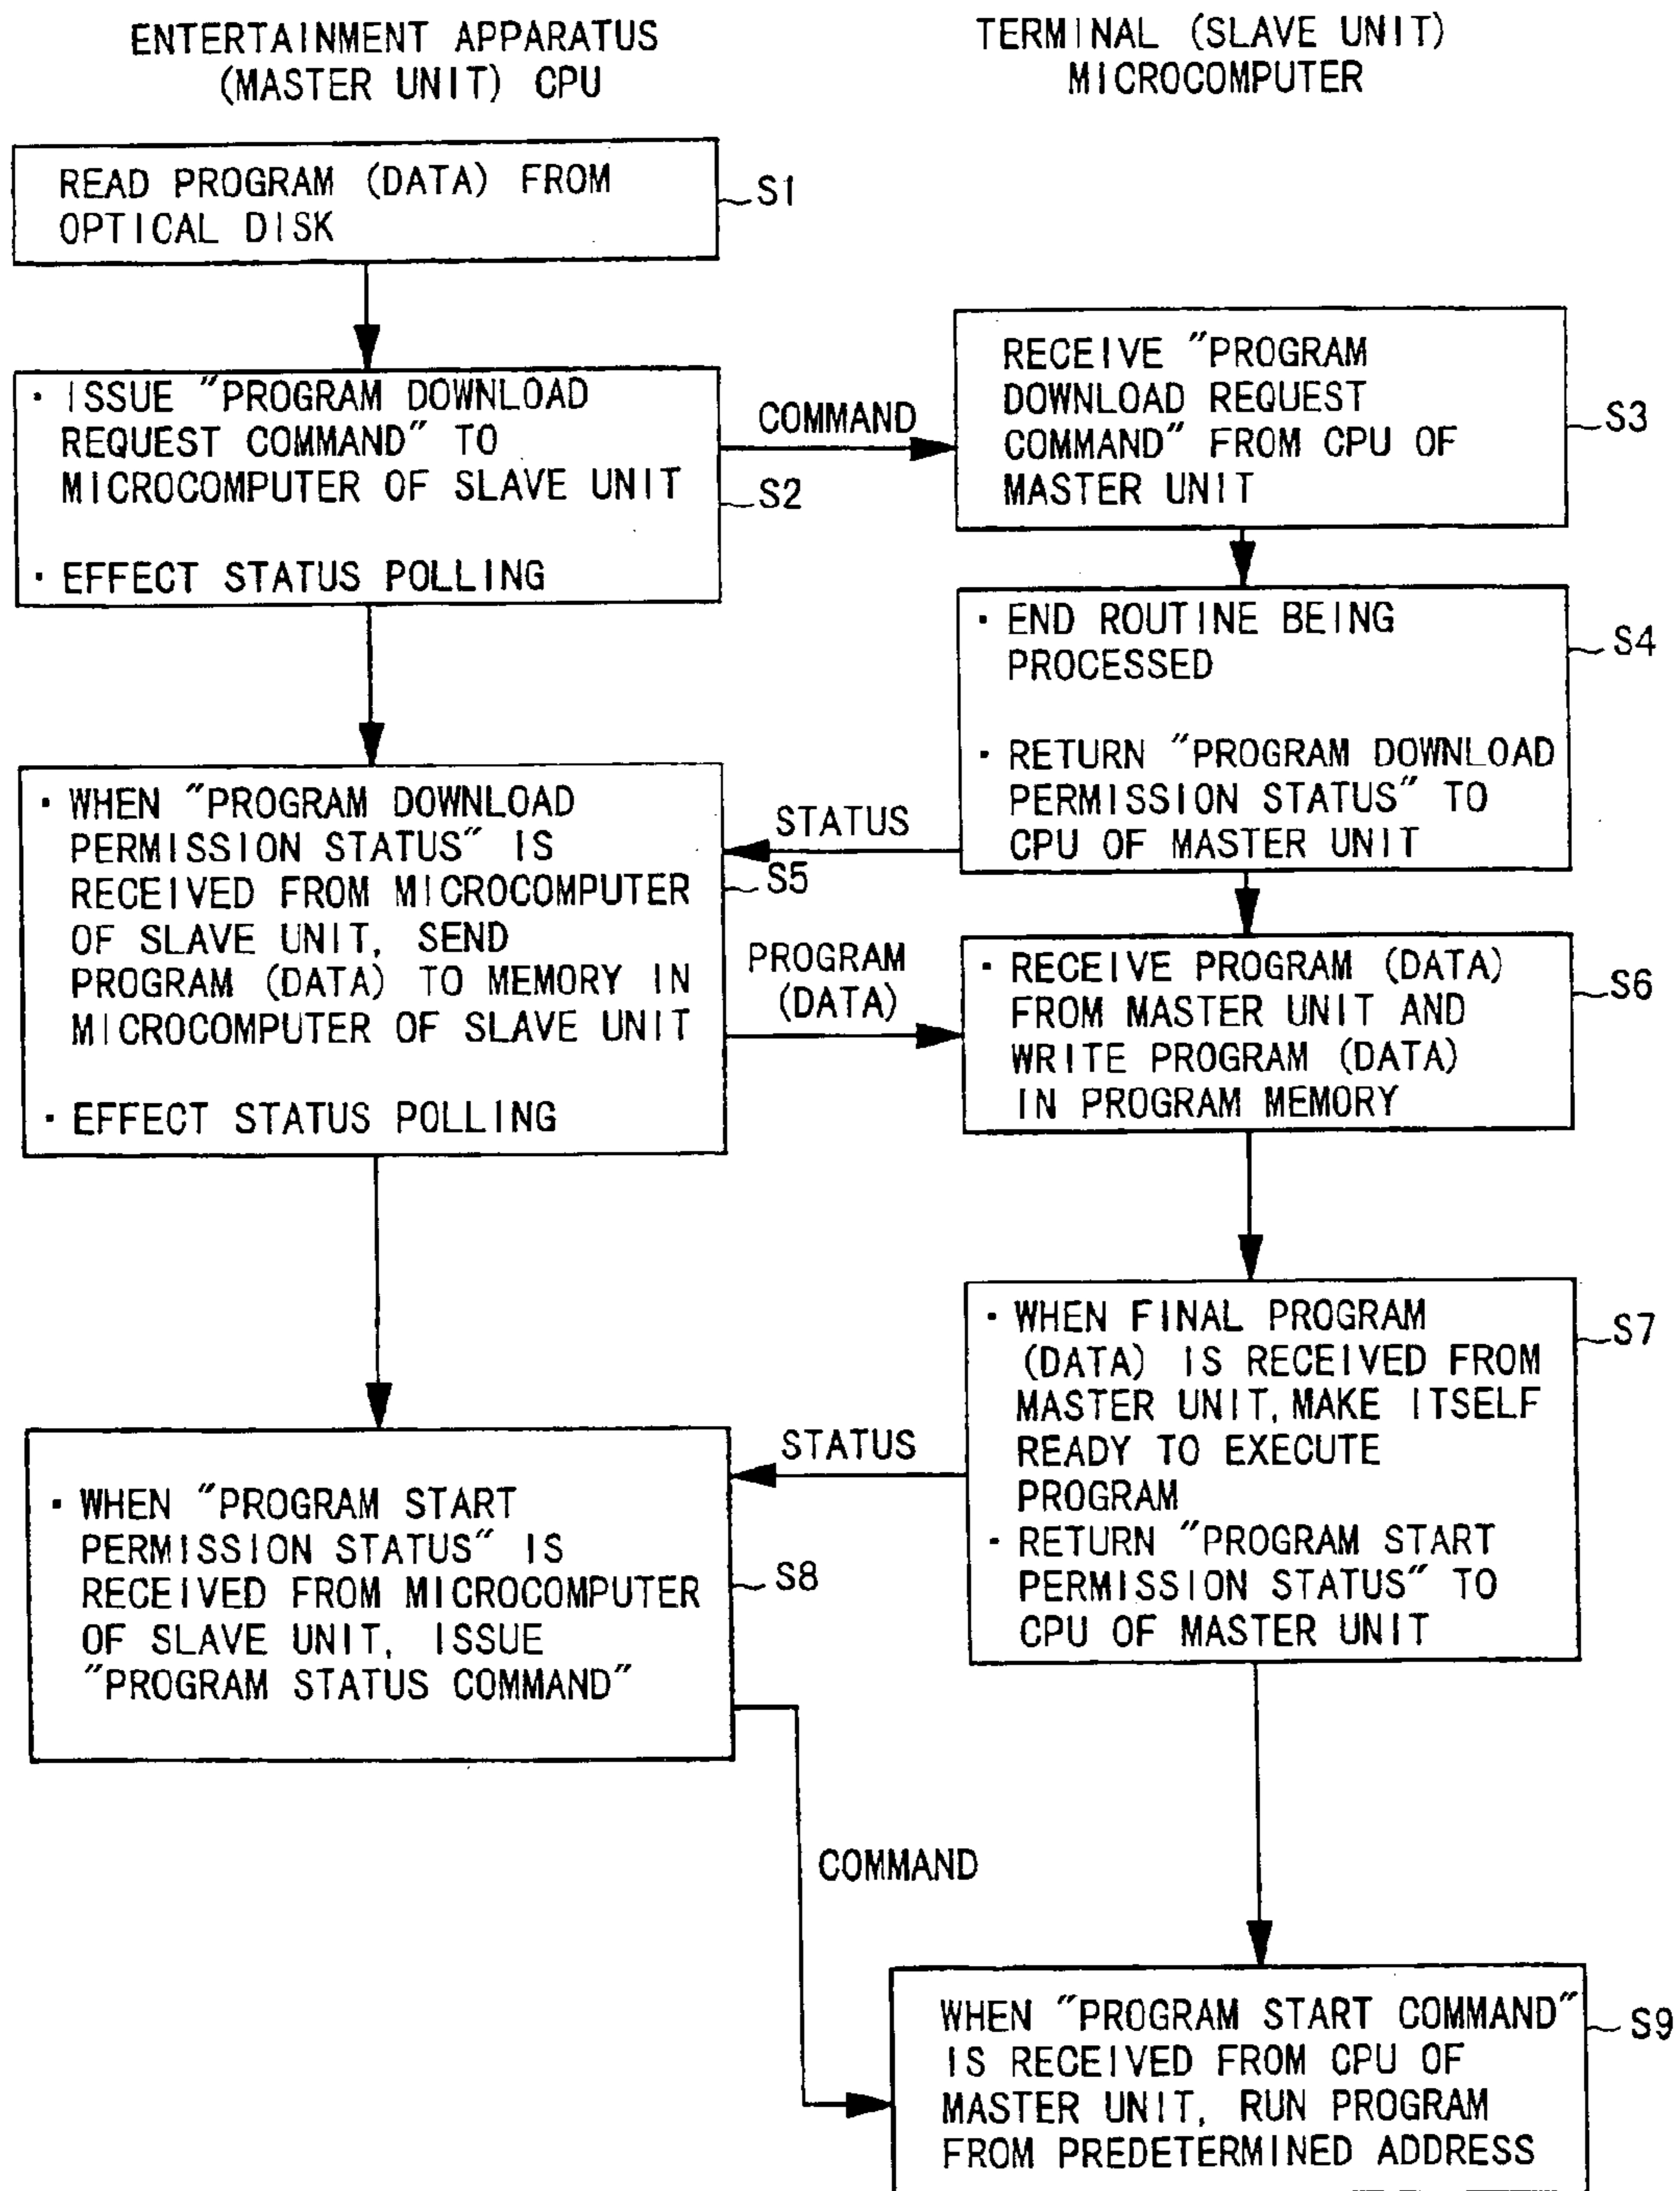 ENTERTAINMENT APPARATUS
(MASTER UNIT) CPU
TERMINAL (SLAVE UNIT)
MICROCOMPUTER
READ PROGRAM (DATA) FROM
OPTICAL DISK
S1
· ISSUE "PROGRAM DOWNLOAD
REQUEST COMMAND" TO
MICROCOMPUTER OF SLAVE UNIT
· EFFECT STATUS POLLING
S2
COMMAND
RECEIVE "PROGRAM
DOWNLOAD REQUEST
COMMAND" FROM CPU OF
MASTER UNIT
S3
· END ROUTINE BEING
PROCESSED
· RETURN "PROGRAM DOWNLOAD
PERMISSION STATUS" TO
CPU OF MASTER UNIT
S4
STATUS
· WHEN "PROGRAM DOWNLOAD
PERMISSION STATUS" IS
RECEIVED FROM MICROCOMPUTER
OF SLAVE UNIT, SEND
PROGRAM (DATA) TO MEMORY IN
MICROCOMPUTER OF SLAVE UNIT
· EFFECT STATUS POLLING
S5
PROGRAM
(DATA)
· RECEIVE PROGRAM (DATA)
FROM MASTER UNIT AND
WRITE PROGRAM (DATA)
IN PROGRAM MEMORY
S6
· WHEN FINAL PROGRAM
(DATA) IS RECEIVED FROM
MASTER UNIT, MAKE ITSELF
READY TO EXECUTE
PROGRAM
· RETURN "PROGRAM START
PERMISSION STATUS" TO
CPU OF MASTER UNIT
S7
STATUS
· WHEN "PROGRAM START
PERMISSION STATUS" IS
RECEIVED FROM MICROCOMPUTER
OF SLAVE UNIT, ISSUE
"PROGRAM STATUS COMMAND"
S8
COMMAND
WHEN "PROGRAM START COMMAND"
IS RECEIVED FROM CPU OF
MASTER UNIT, RUN PROGRAM
FROM PREDETERMINED ADDRESS
S9